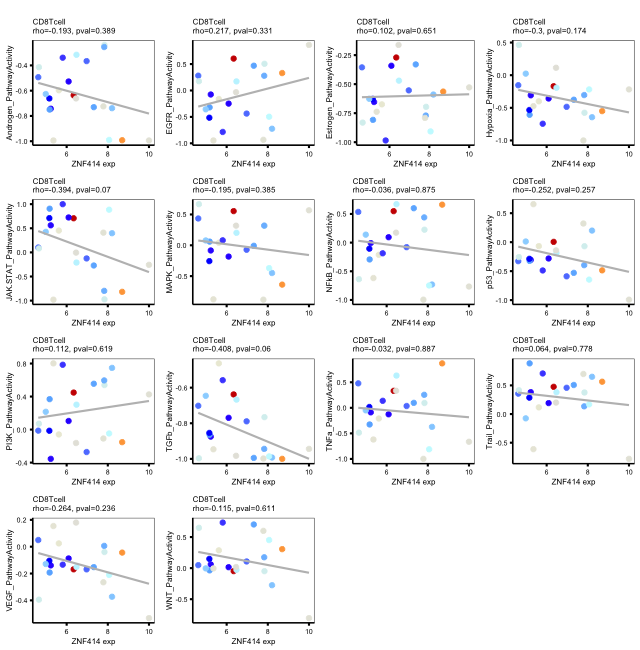 CD8Tcell
rho=-0.193, pval=0.389
Androgen_PathwayActivity
0.0
-0.4
-0.8
-1.0
6
8
10
ZNF414 exp
CD8Tcell
rho=0.217, pval=0.331
EGFR_PathwayActivity
0.5
0.0
-0.5
-1.0
6
8
10
ZNF414 exp
CD8Tcell
rho=0.102, pval=0.651
Estrogen_PathwayActivity
-0.25
-0.50
-0.75
-1.00
6
8
10
ZNF414 exp
CD8Tcell
rho=-0.3, pval=0.174
Hypoxia_PathwayActivity
0.5
0.0
-0.5
-1.0
6
8
10
ZNF414 exp
CD8Tcell
rho=-0.394, pval=0.07
JAK.STAT_PathwayActivity
1.0
0.5
0.0
-0.5
-1.0
6
8
10
ZNF414 exp
CD8Tcell
rho=-0.195, pval=0.385
MAPK_PathwayActivity
0.5
0.0
-0.5
-1.0
6
8
10
ZNF414 exp
CD8Tcell
rho=-0.036, pval=0.875
NFkB_PathwayActivity
0.5
0.0
-0.5
-1.0
6
8
10
ZNF414 exp
CD8Tcell
rho=-0.252, pval=0.257
p53_PathwayActivity
0.5
0.0
-0.5
-1.0
6
8
10
ZNF414 exp
CD8Tcell
rho=0.112, pval=0.619
PI3K_PathwayActivity
0.8
0.4
0.0
-0.4
6
8
10
ZNF414 exp
CD8Tcell
rho=-0.408, pval=0.06
TGFb_PathwayActivity
-0.6
-0.8
-1.0
6
8
10
ZNF414 exp
CD8Tcell
rho=-0.032, pval=0.887
TNFa_PathwayActivity
0.5
0.0
-0.5
-1.0
6
8
10
ZNF414 exp
CD8Tcell
rho=0.064, pval=0.778
Trail_PathwayActivity
0.5
0.0
-0.5
6
8
10
ZNF414 exp
CD8Tcell
rho=-0.264, pval=0.236
VEGF_PathwayActivity
0.2
0.0
-0.2
-0.4
6
8
10
ZNF414 exp
CD8Tcell
rho=-0.115, pval=0.611
WNT_PathwayActivity
0.5
0.0
-0.5
6
8
10
ZNF414 exp